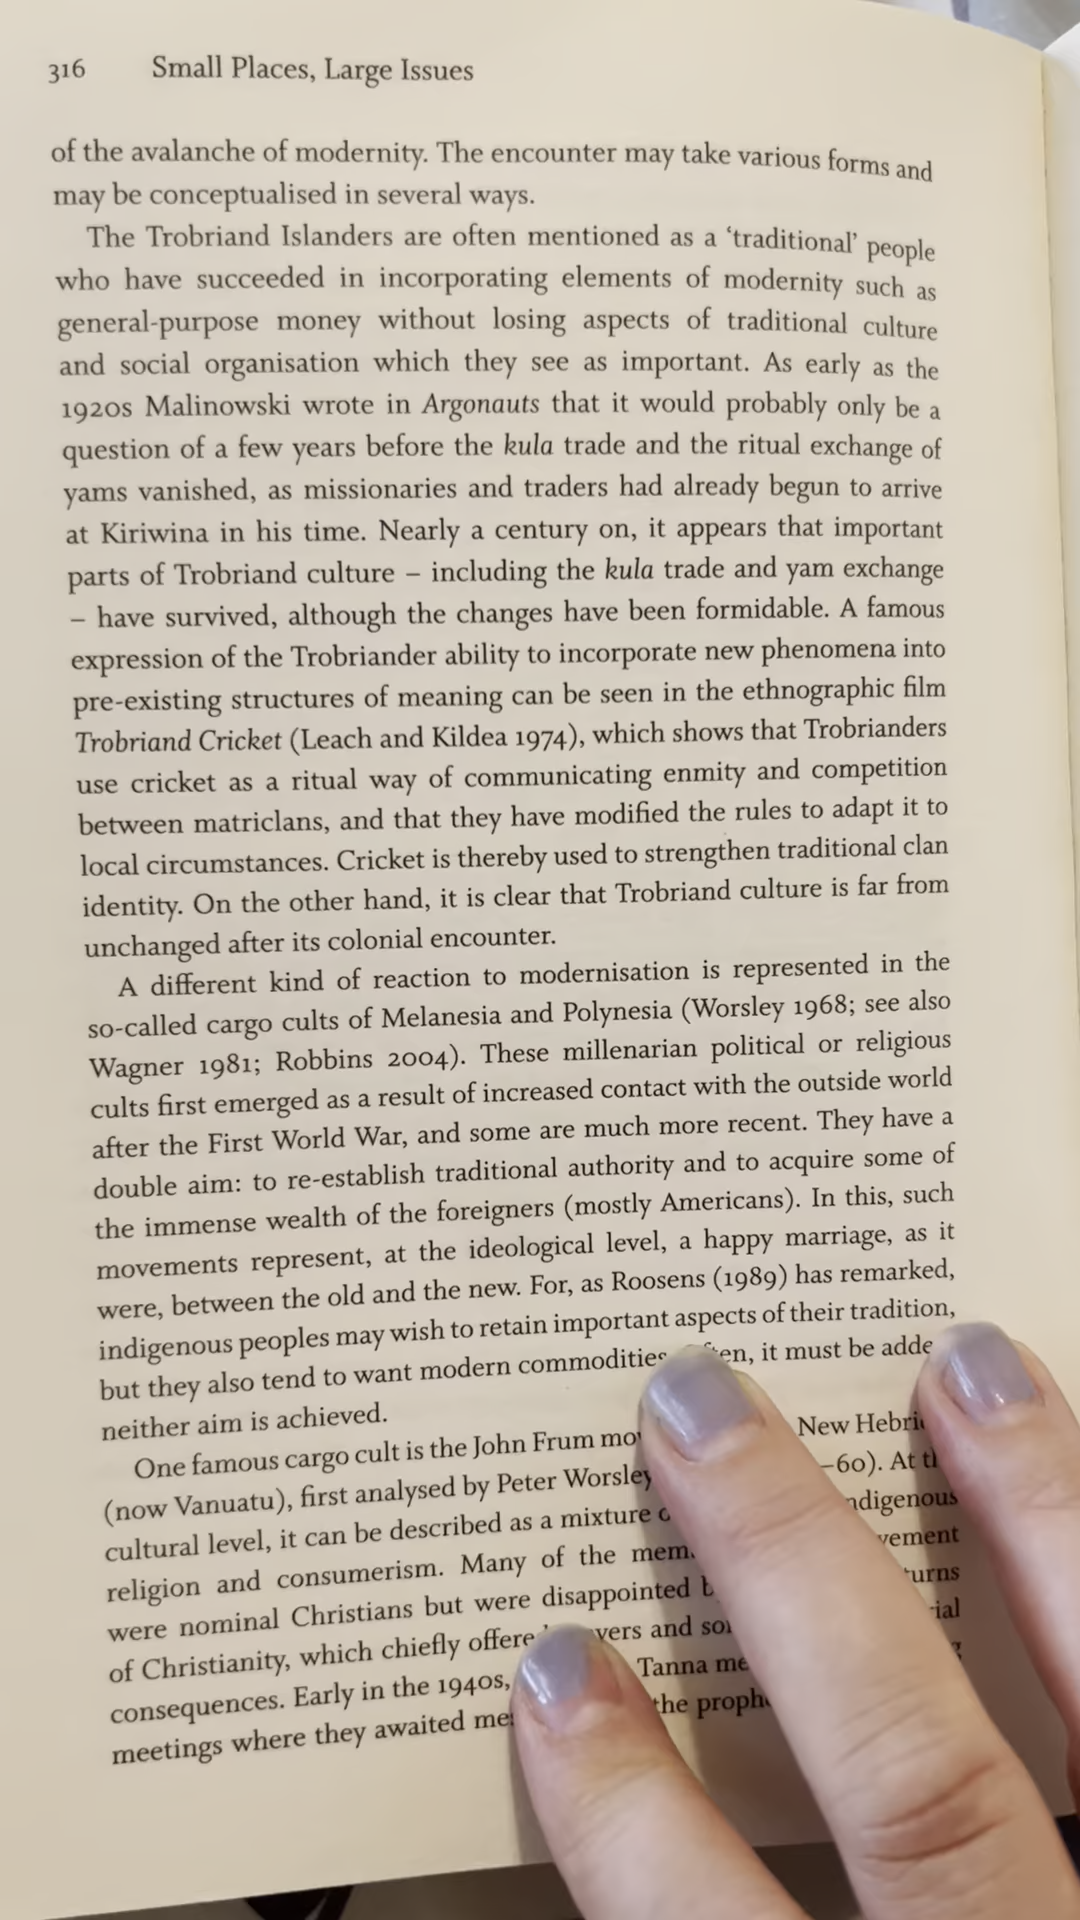 316 Small Places, Large Issues
of the avalanche of modernity. The encounter may take various forms and
may be conceptualised in several ways.
The Trobriand Islanders are often mentioned as a ‘traditional’ people
who have succeeded in incorporating elements of modernity such as
general-purpose money without losing aspects of traditional culture
and social organisation which they see as important. As early as the
1920s Malinowski wrote in Argonauts that it would probably only be a
question of a few years before the kula trade and the ritual exchange of
yams vanished, as missionaries and traders had already begun to arrive
at Kiriwina in his time. Nearly a century on, it appears that important
parts of Trobriand culture – including the kula trade and yam exchange
– have survived, although the changes have been formidable. A famous
expression of the Trobriander ability to incorporate new phenomena into
pre-existing structures of meaning can be seen in the ethnographic film
Trobriand Cricket (Leach and Kildea 1974), which shows that Trobrianders
use cricket as a ritual way of communicating enmity and competition
between matriclans, and that they have modified the rules to adapt it to
local circumstances. Cricket is thereby used to strengthen traditional clan
identity. On the other hand, it is clear that Trobriand culture is far from
unchanged after its colonial encounter.
A different kind of reaction to modernisation is represented in the
so-called cargo cults of Melanesia and Polynesia (Worsley 1968; see also
Wagner 1981; Robbins 2004). These millenarian political or religious
cults first emerged as a result of increased contact with the outside world
after the First World War, and some are much more recent. They have a
double aim: to re-establish traditional authority and to acquire some of
the immense wealth of the foreigners (mostly Americans). In this, such
movements represent, at the ideological level, a happy marriage, as it
were, between the old and the new. For, as Roosens (1989) has remarked,
indigenous peoples may wish to retain important aspects of their tradition,
but they also tend to want modern commodities it must be
neither aim is achieved.
One famous cargo cult is the John Frum New
(now Vanuatu), first analysed by Peter Worsley –60). At
cultural level, it can be described as a mixture indigenous
religion and consumerism. Many of the
were nominal Christians but were disappointed
of Christianity, which chiefly and
consequences. Early in the 1940s, Tanna
meetings where they awaited the